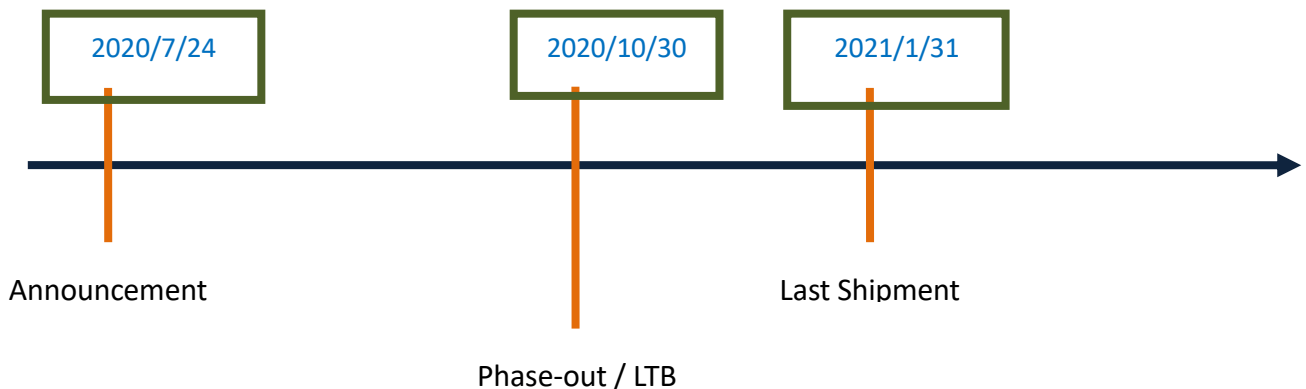 2020/7/24
2020/10/30
2021/1/31
Announcement
Last Shipment
Phase-out / LTB